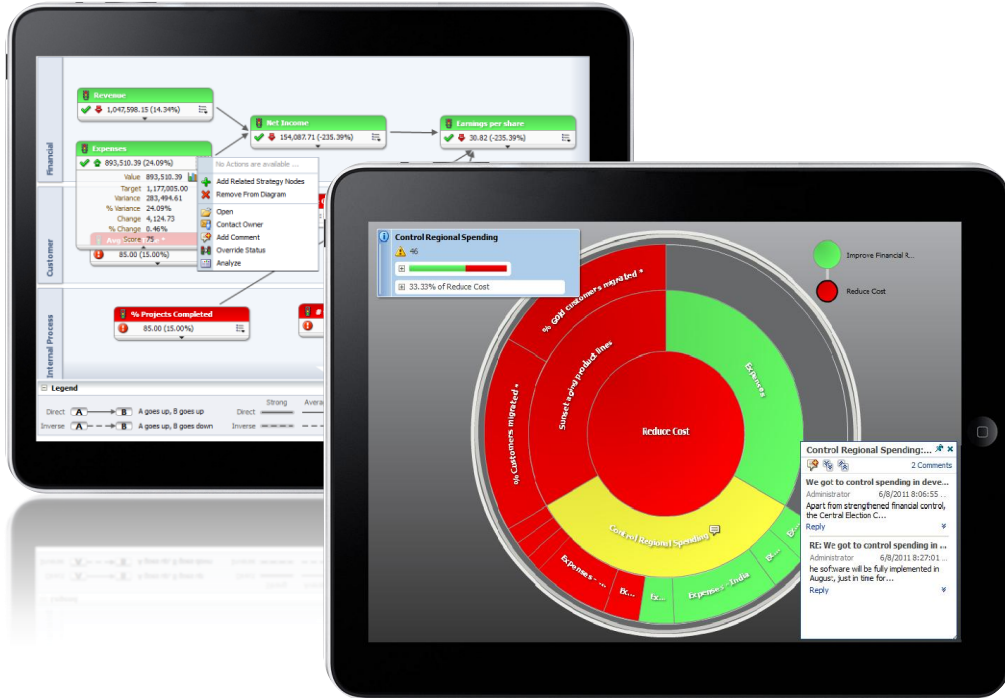 Financial
Customer
Internal Process
Revenue
1,047,598.15 (14.34%)
Expenses
893,510.39 (24.09%)
Value 893,510.39
Target 1,177,005.00
Variance 283,494.61
% Variance 24.09%
Change 4,124.73
% Change 0.46%
Score 75
85.00 (15.00%)
Net Income
154,087.71 (-235.39%)
Earnings per share
30.82 (-235.39%)
No Actions are available ...
Add Related Strategy Nodes
Remove From Diagram
Open
Contact Owner
Add Comment
Override Status
Analyze
% Projects Completed
85.00 (15.00%)
Legend
Strong
Direct A B A goes up, B goes up
Direct
Inverse A B A goes up, B goes down
Inverse
Control Regional Spending
46
33.33% of Reduce Cost
Improve Financial R...
Reduce Cost
% Gold customers migrated *
Sunset aging product lines
% Customers migrated *
Expenses
Reduce Cost
Control Regional Spending
Expenses - ...
Ex...
Ex...
Expenses - India
Ex...
Ex...
Control Regional Spending:...
2 Comments
We got to control spending in deve...
Administrator 6/8/2011 8:06:55 ...
Apart from strengthened financial control,
the Central Election C...
Reply
RE: We got to control spending in ...
Administrator 6/8/2011 8:27:01 ...
he software will be fully implemented in
August, just in time for...
Reply